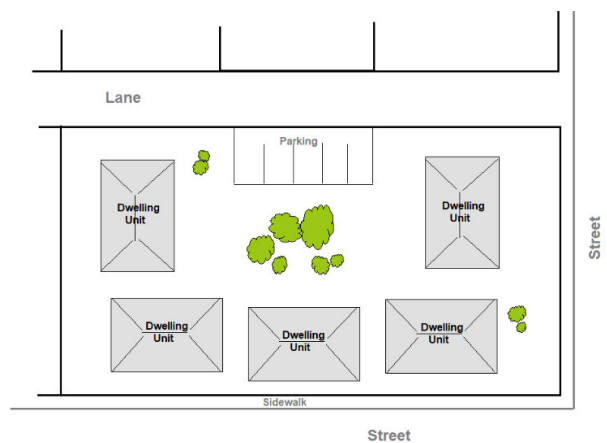 Lane
Parking
Dwelling
Unit
Dwelling
Unit
Street
Dwelling
Unit
Dwelling
Unit
Dwelling
Unit
Sidewalk
Street